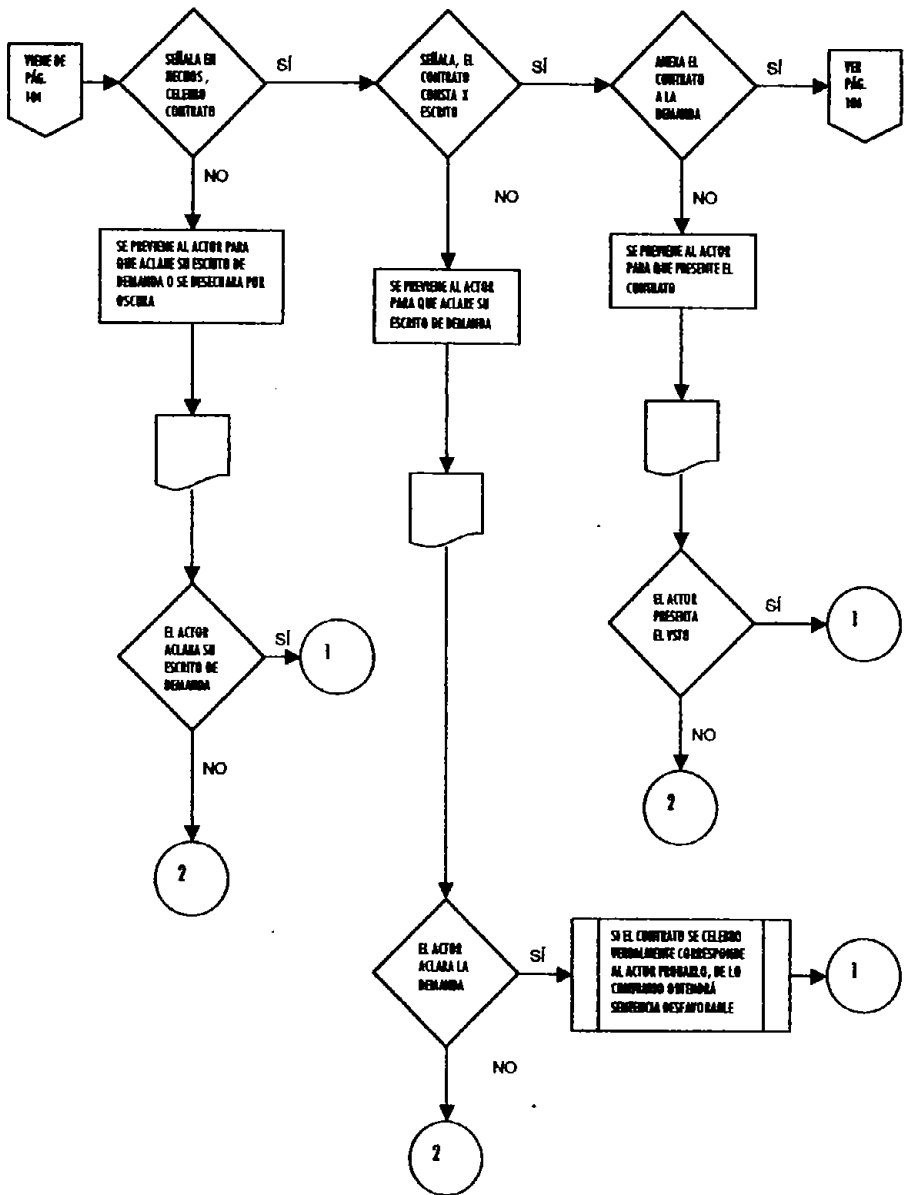 VIENE DE
PÁG.
SEÑALA EN
HECHOS,
CELEBRO
CONTRATO
SÍ
SEÑALA, EL
CONTRATO
CONSTA X
ESCRITO
SÍ
ANEXA EL
CONTRATO
A LA
DEMANDA
SÍ
VER
PÁG.
NO
NO
NO
SE PREVIENE AL ACTOR PARA
QUE ACLARE SU ESCRITO DE
DEMANDA O SE DESECHARA POR
OSCURA
SE PREVIENE AL ACTOR
PARA QUE ACLARE SU
ESCRITO DE DEMANDA
SE PREVIENE AL ACTOR
PARA QUE PRESENTE EL
CONTRATO
EL ACTOR
ACLARA SU
ESCRITO DE
DEMANDA
SÍ
1
NO
2
EL ACTOR
PRESENTA
EL
SÍ
1
NO
2
EL ACTOR
ACLARA LA
DEMANDA
SÍ
SI EL CONTRATO SE CELEBRO
VERBALMENTE CORRESPONDE
AL ACTOR PROBARLO, DE LO
CONTRARIO OBTENDRÁ
SENTENCIA DESFAVORABLE
1
NO
2